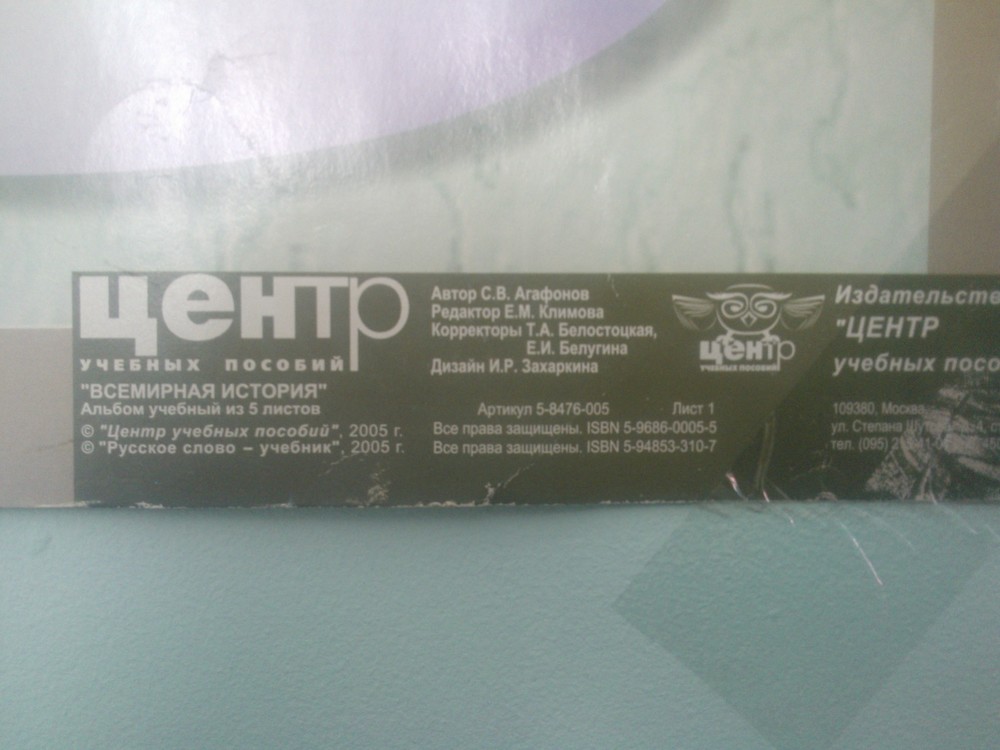 центр
УЧЕБНЫХ ПОСОБИЙ
"ВСЕМИРНАЯ ИСТОРИЯ"
Альбом учебный из 5 листов
© "Центр учебных пособий", 2005 г.
© "Русское слово – учебник", 2005 г.
Автор С.В. Агафонов
Редактор Е.М. Климова
Корректоры Т.А. Белостоцкая,
Е.И. Белугина
Дизайн И.Р. Захаркина
Артикул 5-8476-005 Лист 1
Все права защищены. ISBN 5-9686-0005-5
Все права защищены. ISBN 5-94853-310-7
центр
УЧЕБНЫХ ПОСОБИЙ
Издательств
"ЦЕНТР
учебных посо
109380, Москва
ул. Степана
тел. (095)